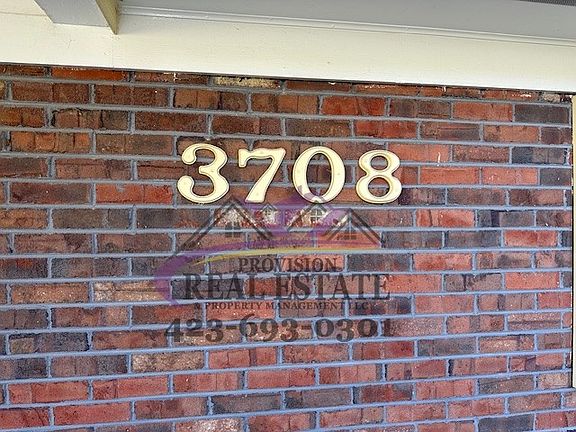 3708
PROVISION
REAL ESTATE
& PROPERTY MANAGEMENT LLC
423-693-0301